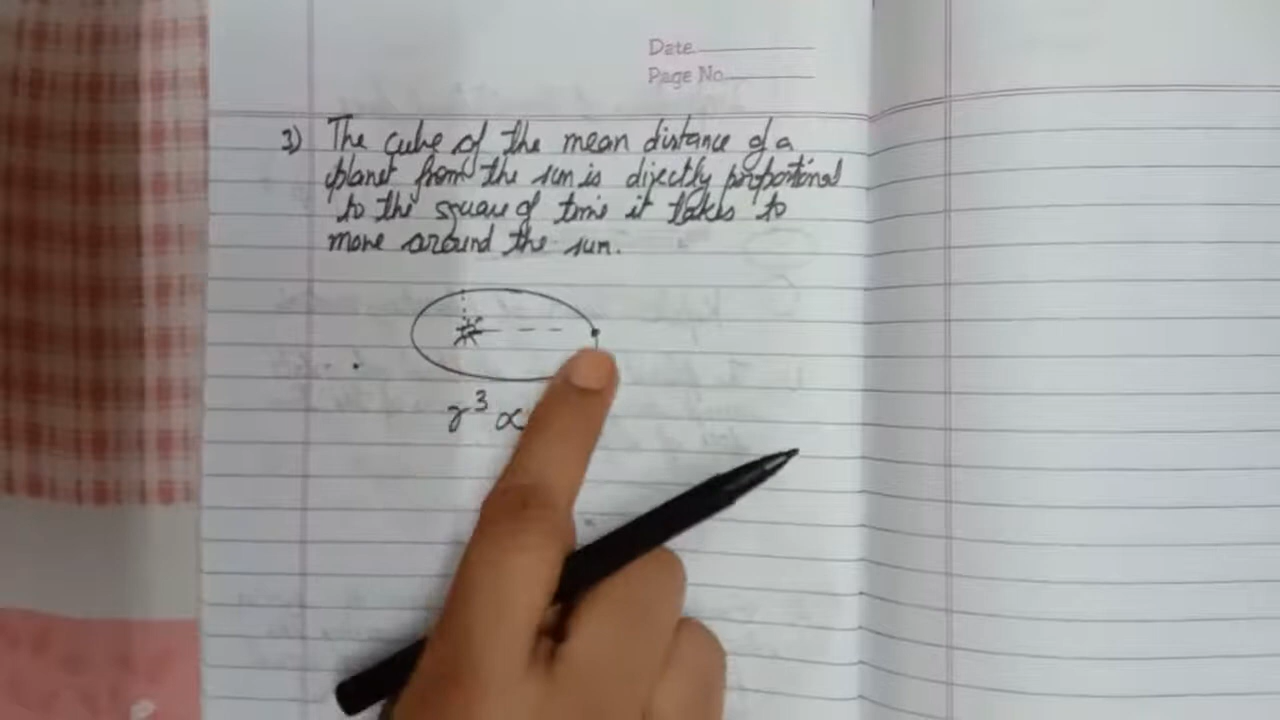 Date
Page No.
3) The cube of the mean distance of a
planet from the sun is directly proportional
to the square of time it takes to
move around the sun.
r³ ∝